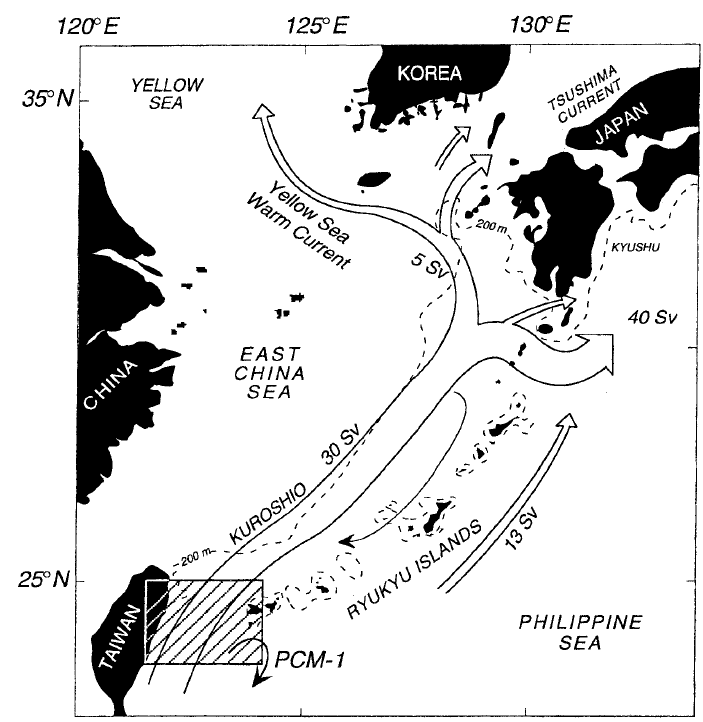 120°E 125°E 130°E
35°N
YELLOW
SEA
KOREA
TSUSHIMA
CURRENT
JAPAN
Yellow Sea
Warm Current
200 m
KYUSHU
5 Sv
40 Sv
EAST
CHINA
SEA
CHINA
30 Sv
KUROSHIO
200 m
13 Sv
RYUKYU ISLANDS
25°N
TAIWAN
PHILIPPINE
SEA
PCM-1